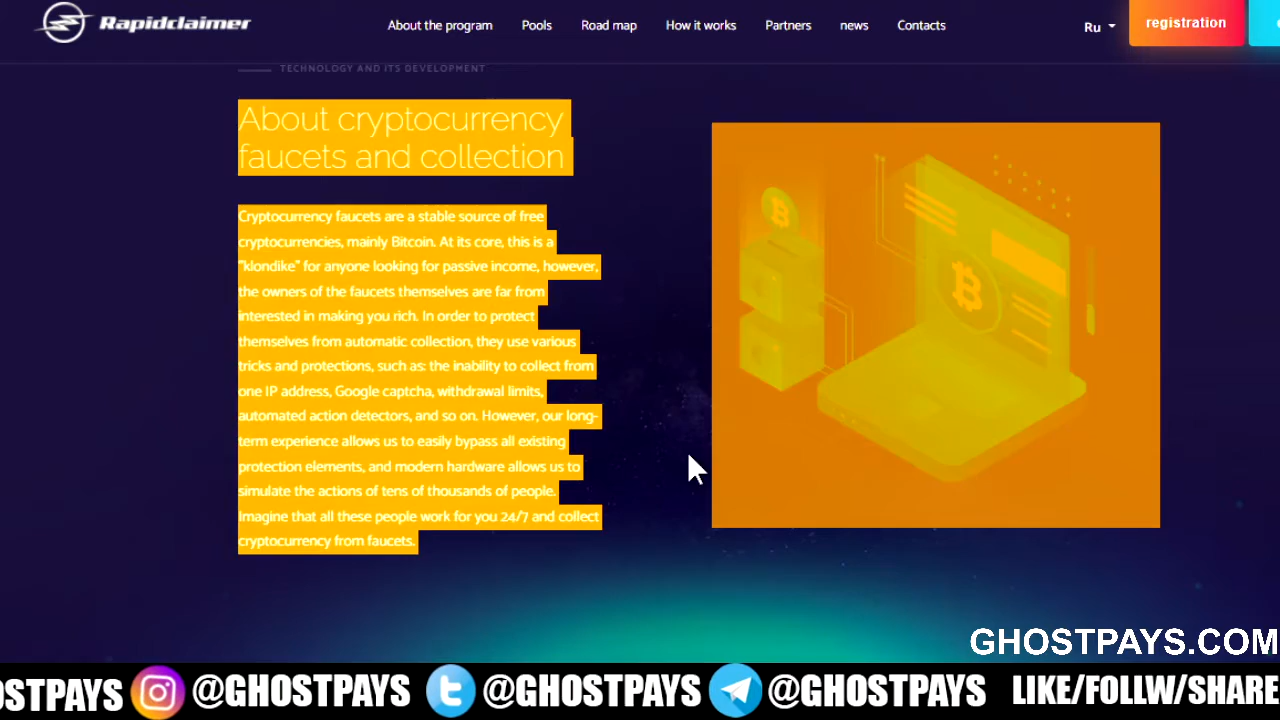 Rapidclaimer
About the program
Pools
Road map
How it works
Partners
news
Contacts
Ru
registration
TECHNOLOGY AND ITS DEVELOPMENT
About cryptocurrency
faucets and collection
Cryptocurrency faucets are a stable source of free
cryptocurrencies, mainly Bitcoin. At its core, this is a
"klondike" for anyone looking for passive income, however,
the owners of the faucets themselves are far from
interested in making you rich. In order to protect
themselves from automatic collection, they use various
tricks and protections, such as: the inability to collect from
one IP address, Google captcha, withdrawal limits,
automated action detectors, and so on. However, our long-
term experience allows us to easily bypass all existing
protection elements, and modern hardware allows us to
simulate the actions of tens of thousands of people.
Imagine that all these people work for you 24/7 and collect
cryptocurrency from faucets.
GHOSTPAYS.COM
OSTPAYS @GHOSTPAYS @GHOSTPAYS @GHOSTPAYS LIKE/FOLLW/SHARE